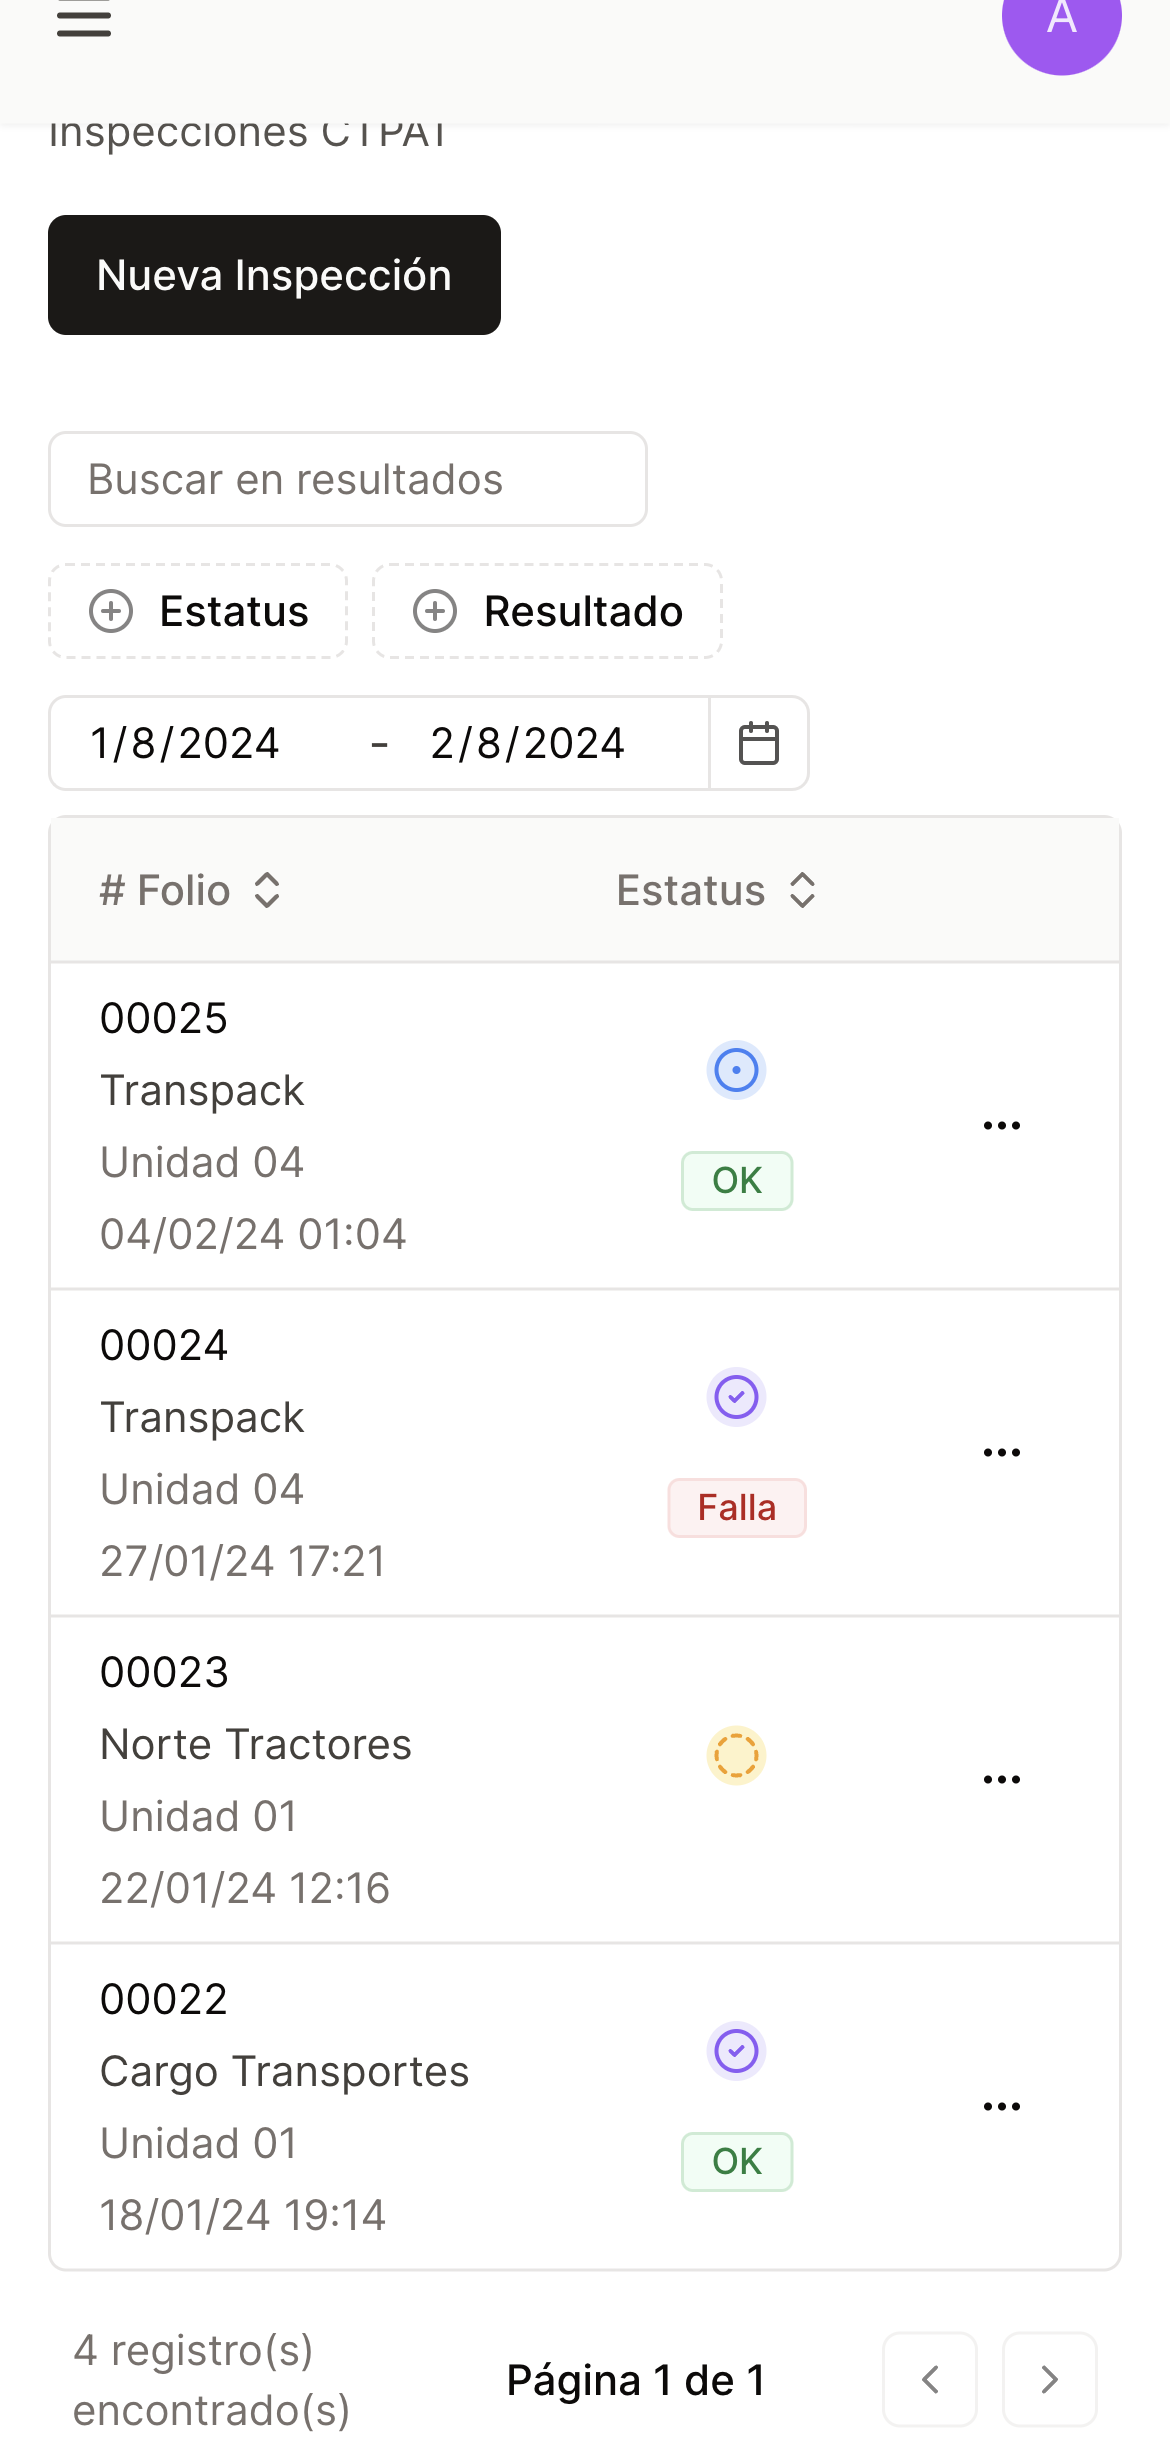 A
Inspecciones CTPAT
Nueva Inspección
Buscar en resultados
Estatus Resultado
1/8/2024 - 2/8/2024
# Folio Estatus
00025
Transpack
Unidad 04
04/02/24 01:04
OK
00024
Transpack
Unidad 04
27/01/24 17:21
Falla
00023
Norte Tractores
Unidad 01
22/01/24 12:16
00022
Cargo Transportes
Unidad 01
18/01/24 19:14
OK
4 registro(s)
encontrado(s)
Página 1 de 1